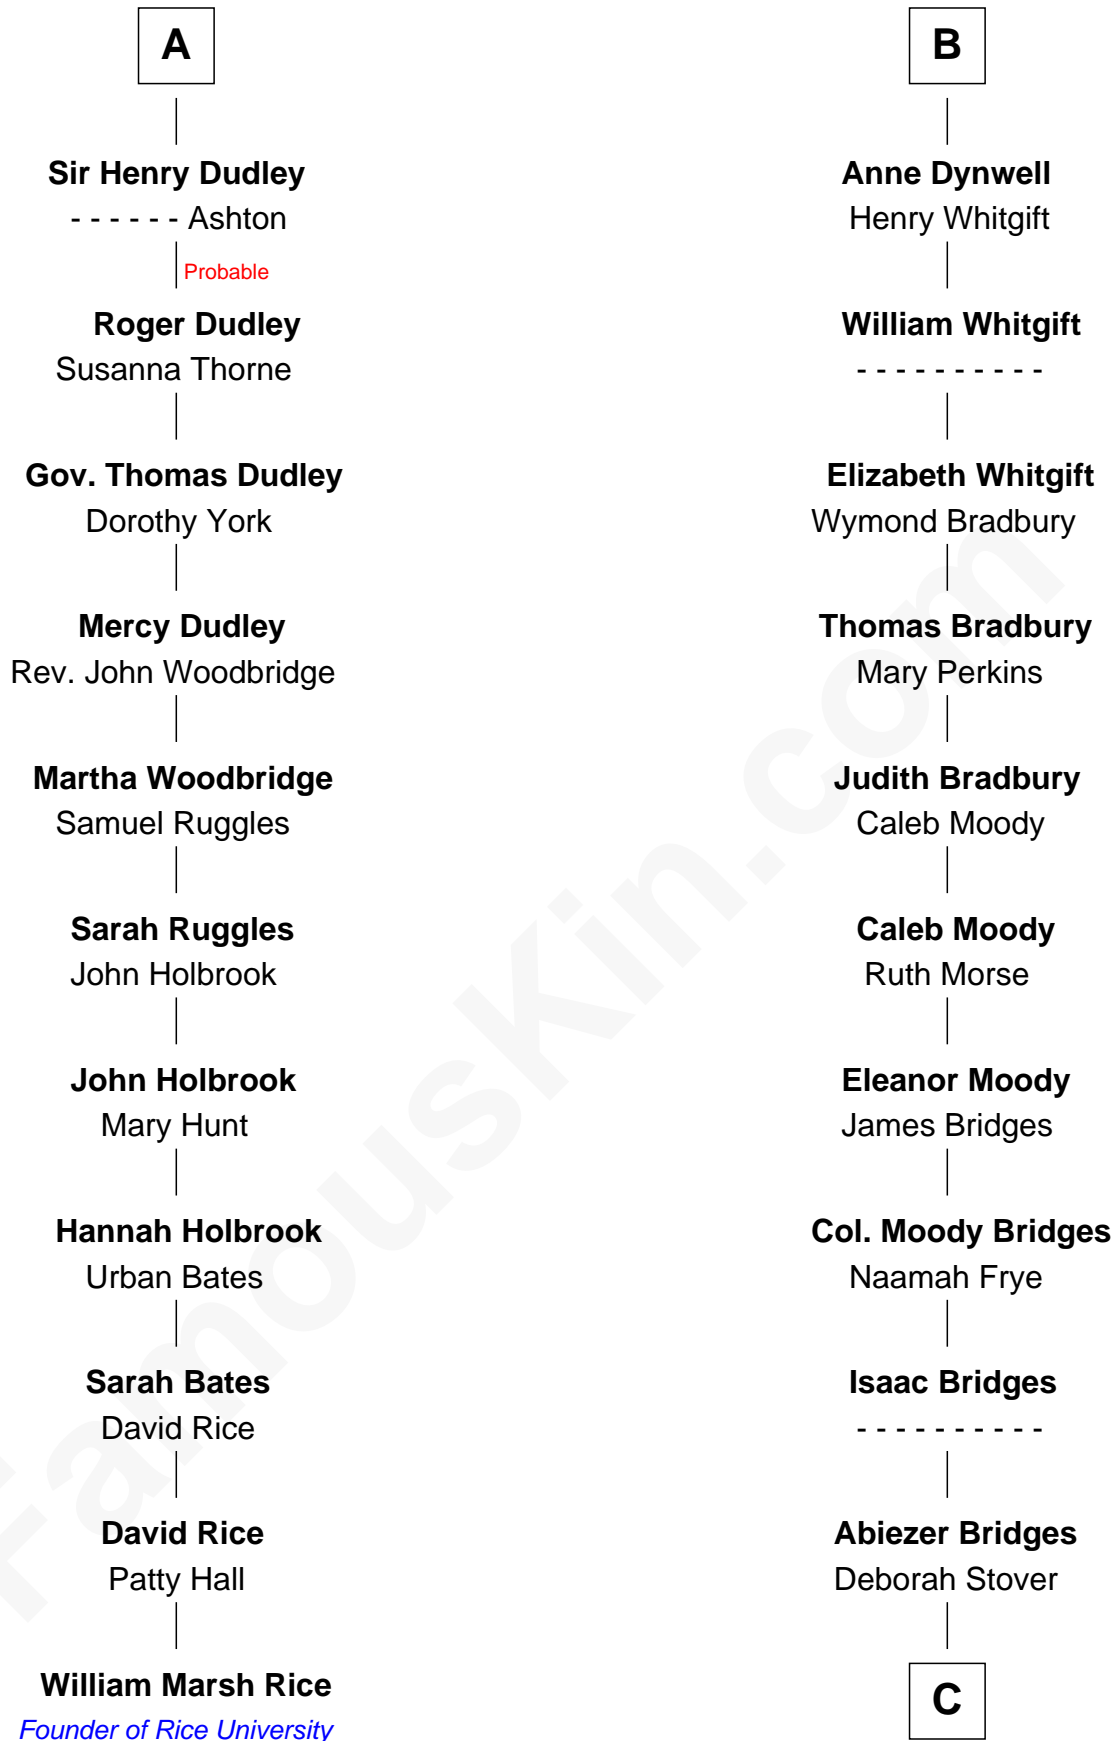 A
Sir Henry Dudley
- - - - - - Ashton
Probable
Roger Dudley
Susanna Thorne
Gov. Thomas Dudley
Dorothy York
Mercy Dudley
Rev. John Woodbridge
Martha Woodbridge
Samuel Ruggles
Sarah Ruggles
John Holbrook
John Holbrook
Mary Hunt
Hannah Holbrook
Urban Bates
Sarah Bates
David Rice
David Rice
Patty Hall
William Marsh Rice
Founder of Rice University
B
Anne Dynwell
Henry Whitgift
William Whitgift
- - - - - - - - - -
Elizabeth Whitgift
Wymond Bradbury
Thomas Bradbury
Mary Perkins
Judith Bradbury
Caleb Moody
Caleb Moody
Ruth Morse
Eleanor Moody
James Bridges
Col. Moody Bridges
Naamah Frye
Isaac Bridges
- - - - - - - - - -
Abiezer Bridges
Deborah Stover
C
FamousKin.com